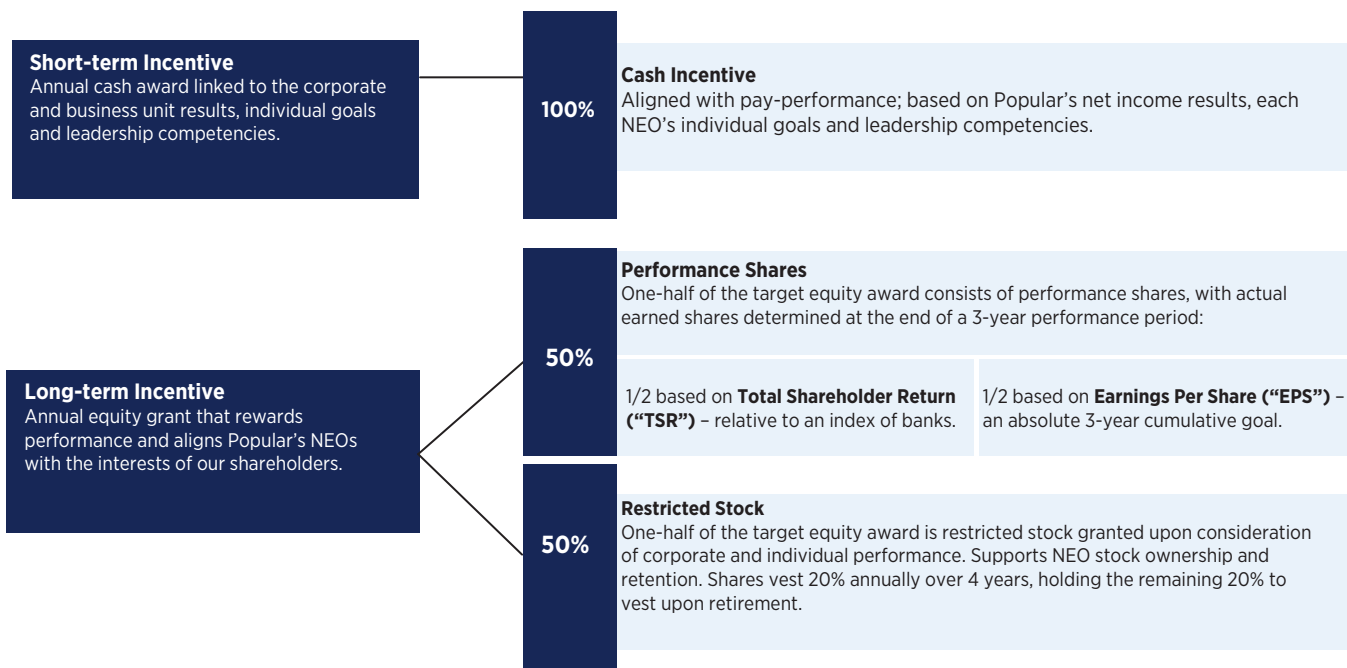 Short-term Incentive
Annual cash award linked to the corporate
and business unit results, individual goals
and leadership competencies.
100%
Cash Incentive
Aligned with pay-performance; based on Popular’s net income results, each
NEO’s individual goals and leadership competencies.
Long-term Incentive
Annual equity grant that rewards
performance and aligns Popular’s NEOs
with the interests of our shareholders.
50%
Performance Shares
One-half of the target equity award consists of performance shares, with actual
earned shares determined at the end of a 3-year performance period:
1/2 based on Total Shareholder Return
(“TSR”) – relative to an index of banks.
1/2 based on Earnings Per Share (“EPS”) –
an absolute 3-year cumulative goal.
50%
Restricted Stock
One-half of the target equity award is restricted stock granted upon consideration
of corporate and individual performance. Supports NEO stock ownership and
retention. Shares vest 20% annually over 4 years, holding the remaining 20% to
vest upon retirement.